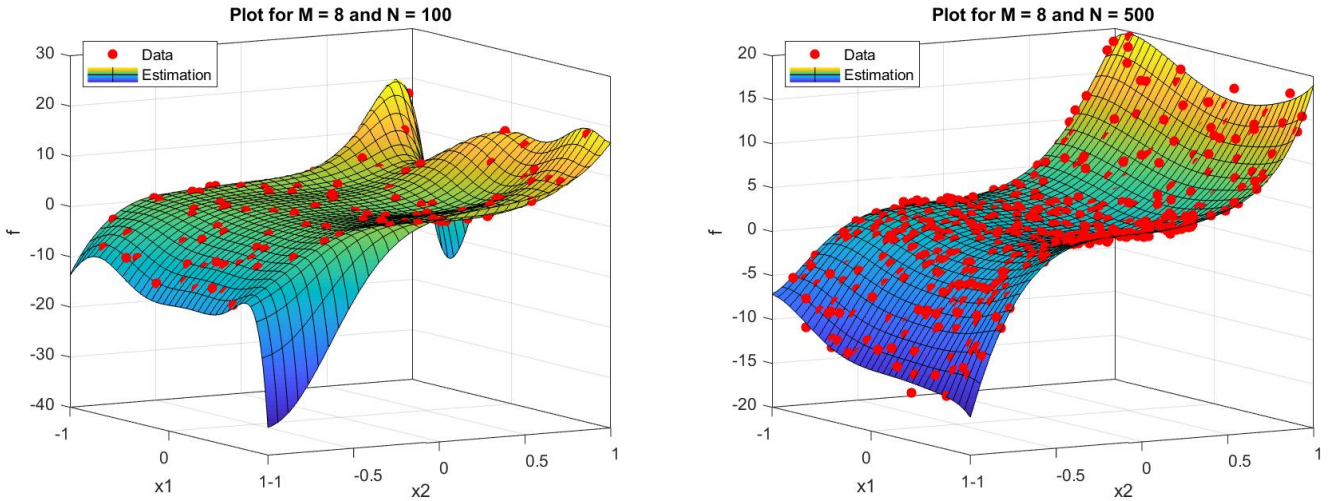 Plot for M = 8 and N = 100
Data
Estimation
30
20
10
0
-10
-20
-30
-40
f
-1
0
1
x1
-1
-0.5
0
0.5
1
x2
Plot for M = 8 and N = 500
Data
Estimation
20
15
10
5
0
-5
-10
-15
-20
f
-1
0
1
x1
-1
-0.5
0
0.5
1
x2